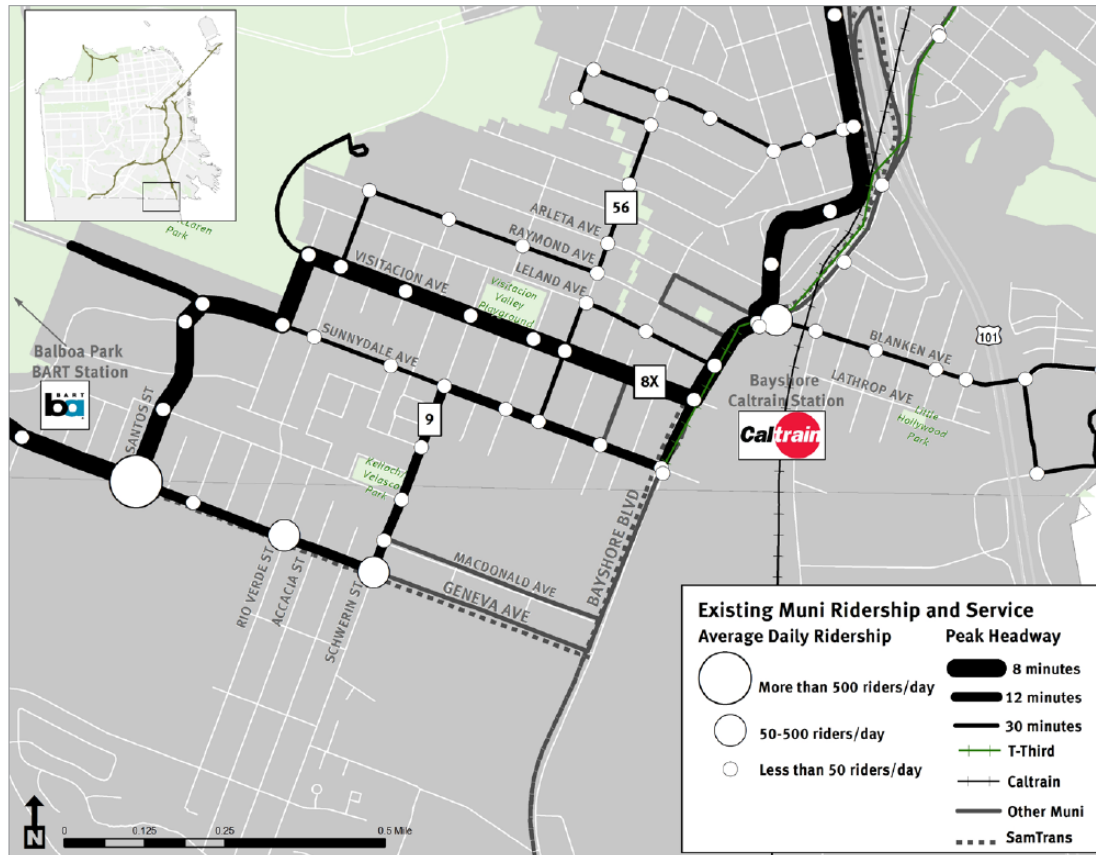 McLaren
Park
56
ARLETA AVE
RAYMOND AVE
LELAND AVE
VISITACION AVE
Visitacion
Valley
Playground
SUNNYDALE AVE
Balboa Park
BART Station
BART
ba
SANTOS ST
8X
9
Bayshore
Caltrain Station
Caltrain
BLANKEN AVE
101
LATHROP AVE
Little
Hollywood
Park
Velasco
Park
BAYSHORE BLVD
MACDONALD AVE
GENEVA AVE
RIO VERDE ST
ACCACIA ST
SCHWERIN ST
Existing Muni Ridership and Service
Average Daily Ridership
More than 500 riders/day
50-500 riders/day
Less than 50 riders/day
Peak Headway
8 minutes
12 minutes
30 minutes
T-Third
Caltrain
Other Muni
SamTrans
N
0 0.125 0.25 0.5 Mile